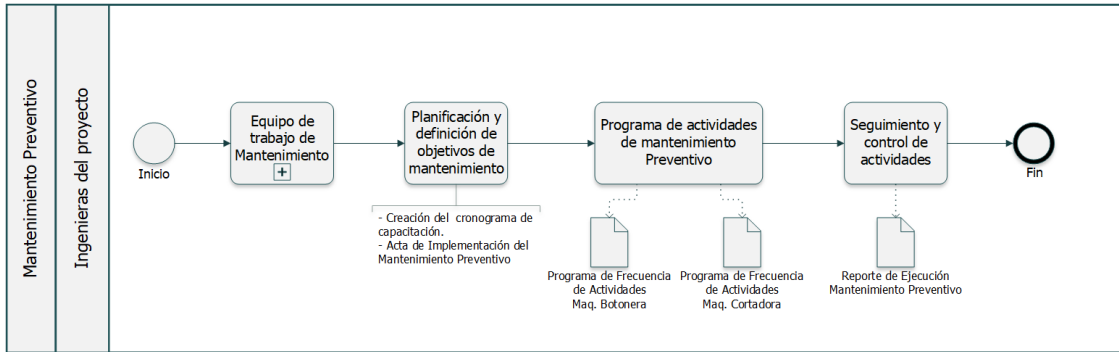 Mantenimiento Preventivo
Ingenieras del proyecto
Inicio
Equipo de
trabajo de
Mantenimiento
Planificación y
definición de
objetivos de
mantenimiento
- Creación del cronograma de
capacitación.
- Acta de Implementación del
Mantenimiento Preventivo
Programa de actividades
de mantenimiento
Preventivo
Programa de Frecuencia
de Actividades
Maq. Botonera
Programa de Frecuencia
de Actividades
Maq. Cortadora
Seguimiento y
control de
actividades
Reporte de Ejecución
Mantenimiento Preventivo
Fin